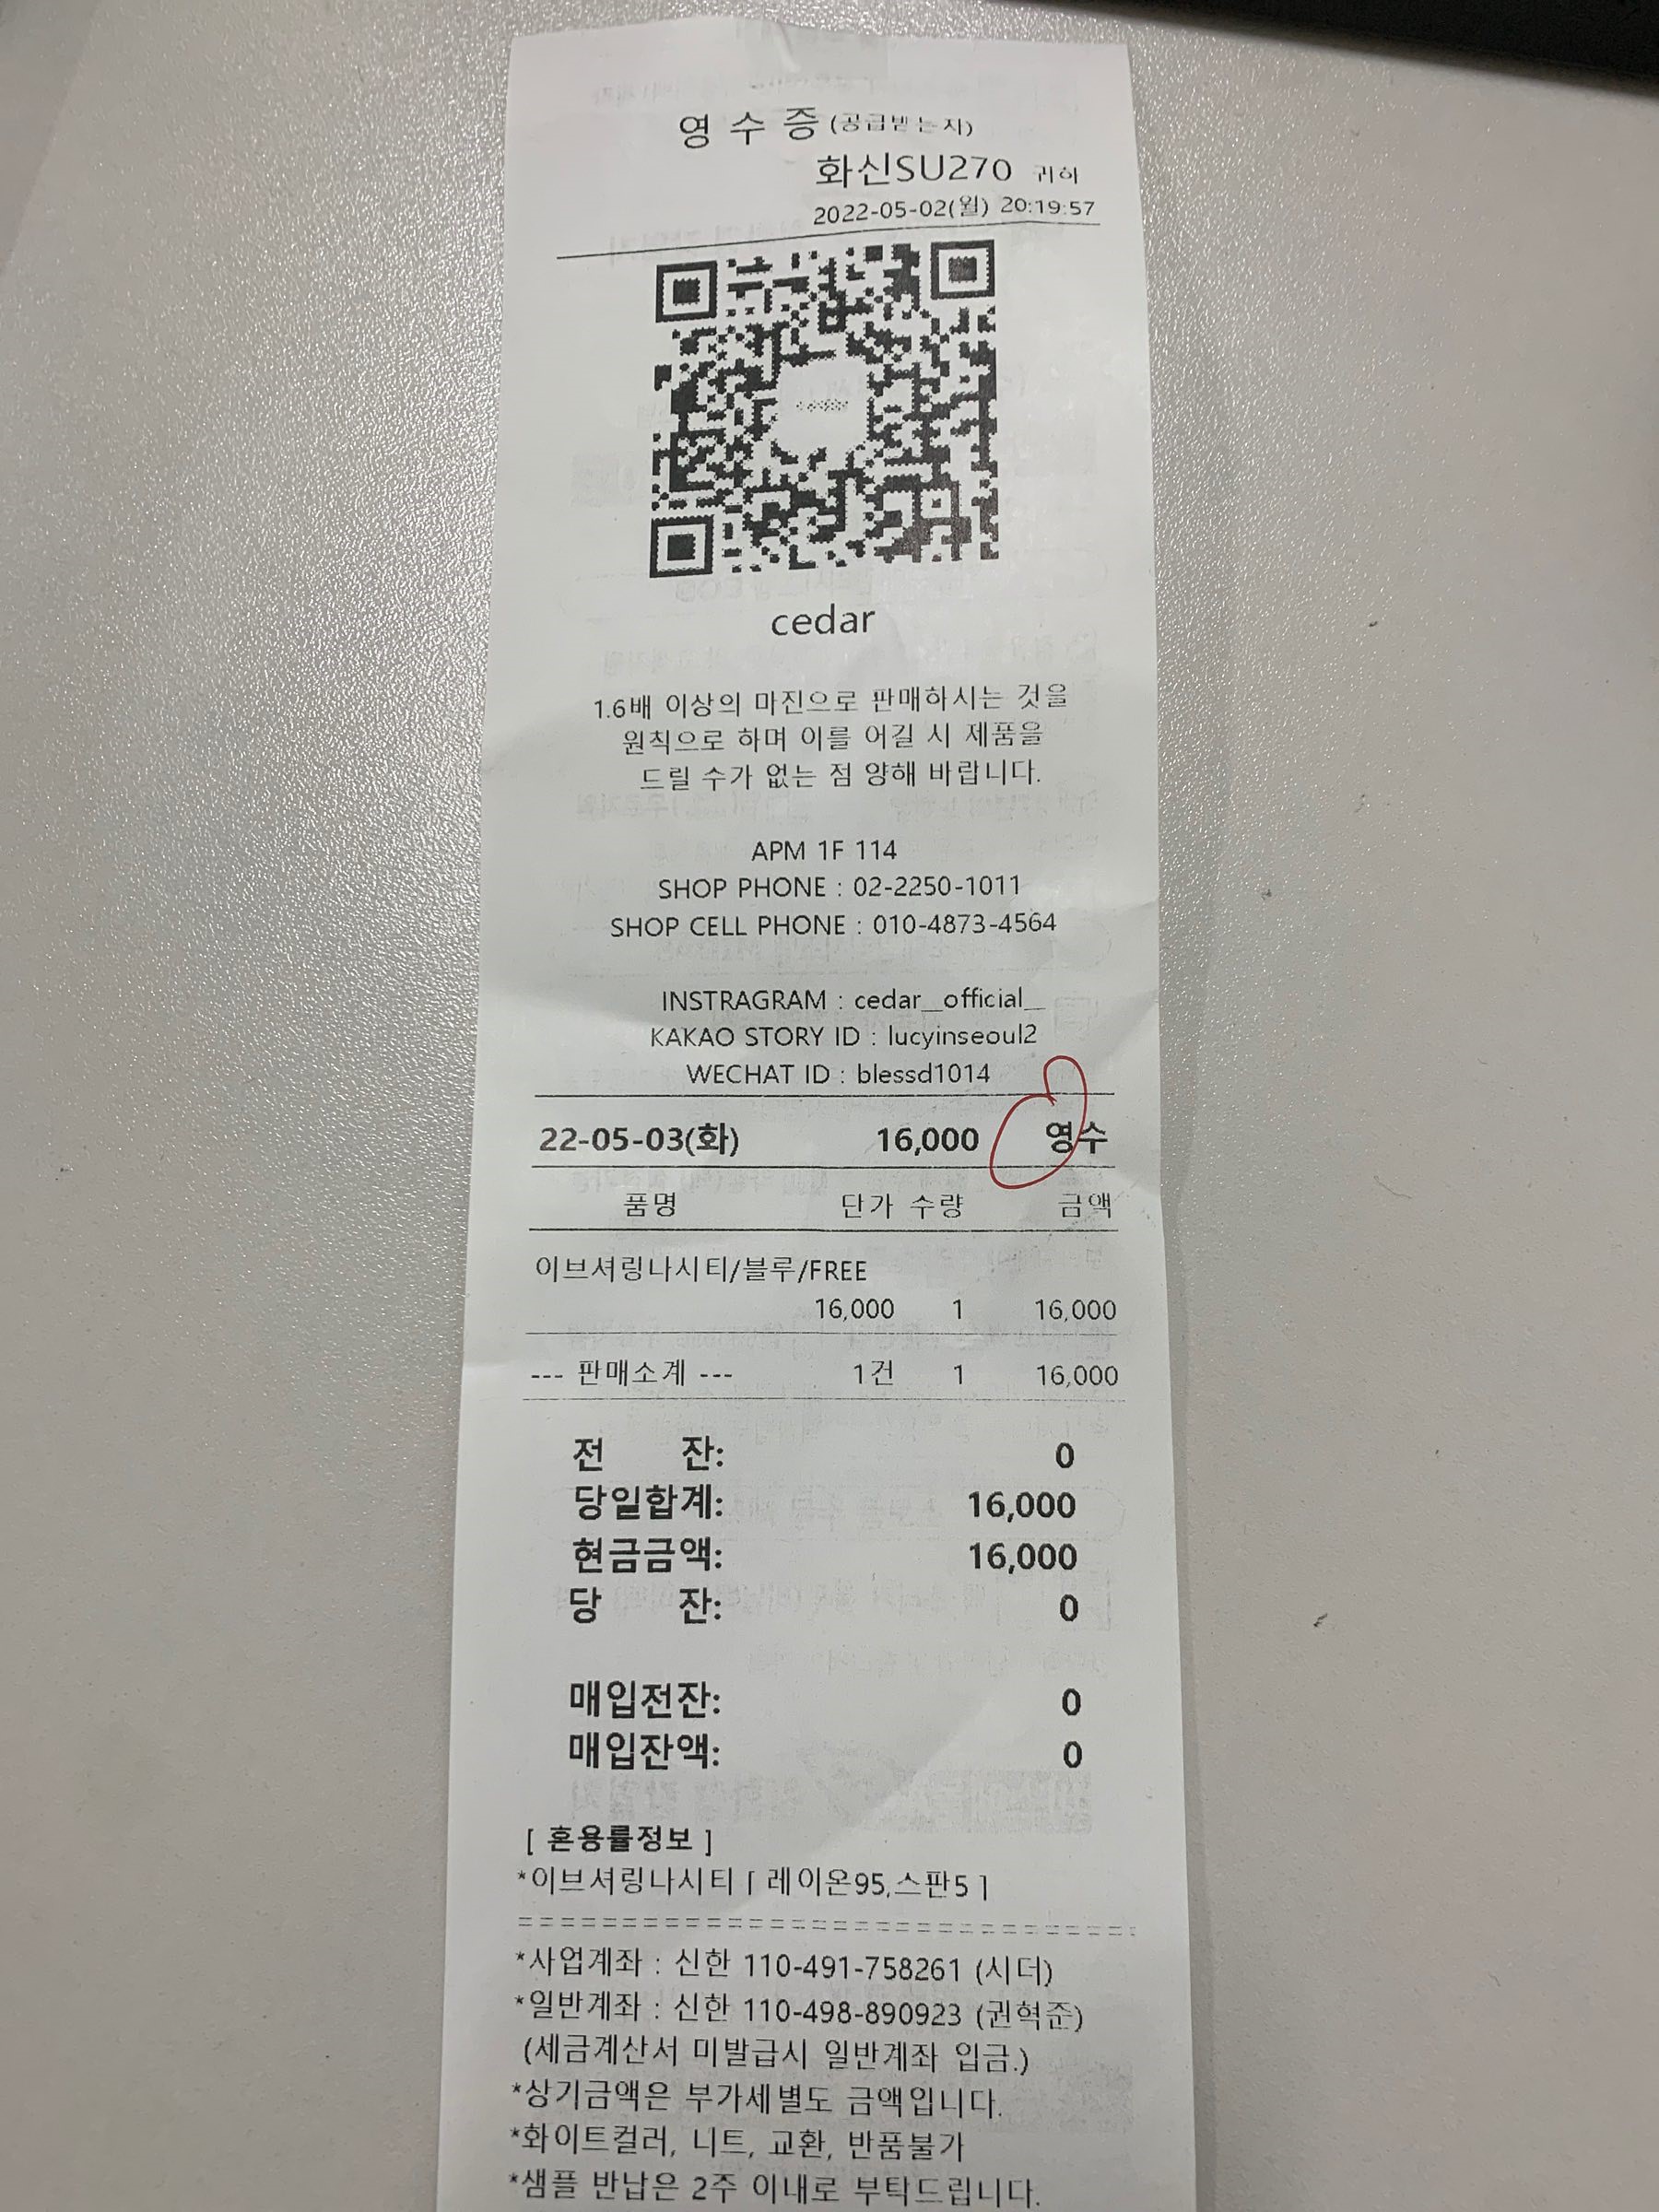 영 수 증 (공급받는자)
화신SU270 귀하
2022-05-02(월) 20:19:57
cedar
1.6배 이상의 마진으로 판매하시는 것을
원칙으로 하며 이를 어길 시 제품을
드릴 수가 없는 점 양해 바랍니다.
APM 1F 114
SHOP PHONE : 02-2250-1011
SHOP CELL PHONE : 010-4873-4564
INSTRAGRAM : cedar__official__
KAKAO STORY ID : lucyinseoul2
WECHAT ID : blessd1014
22-05-03(화) 16,000 영수
품명 단가 수량 금액
이브셔링나시티/블루/FREE
16,000 1 16,000
--- 판매소계 --- 1건 1 16,000
전 잔: 0
당일합계: 16,000
현금금액: 16,000
당 잔: 0
매입전잔: 0
매입잔액: 0
[ 혼용률정보 ]
*이브셔링나시티 [ 레이온95,스판5 ]
==============================
*사업계좌 : 신한 110-491-758261 (시더)
*일반계좌 : 신한 110-498-890923 (권혁준)
(세금계산서 미발급시 일반계좌 입금.)
*상기금액은 부가세별도 금액입니다.
*화이트컬러, 니트, 교환, 반품불가
*샘플 반납은 2주 이내로 부탁드립니다.